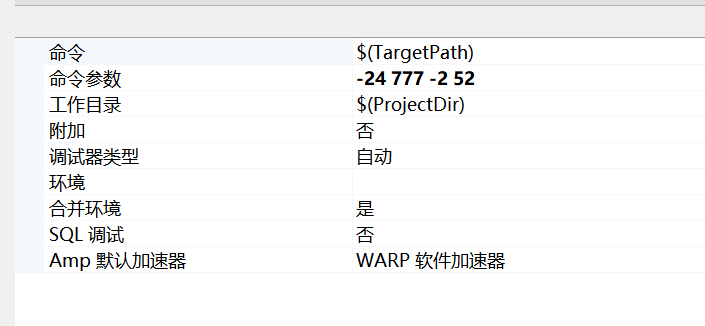 命令 $(TargetPath)
命令参数 -24 777 -2 52
工作目录 $(ProjectDir)
附加 否
调试器类型 自动
环境
合并环境 是
SQL 调试 否
Amp 默认加速器 WARP 软件加速器